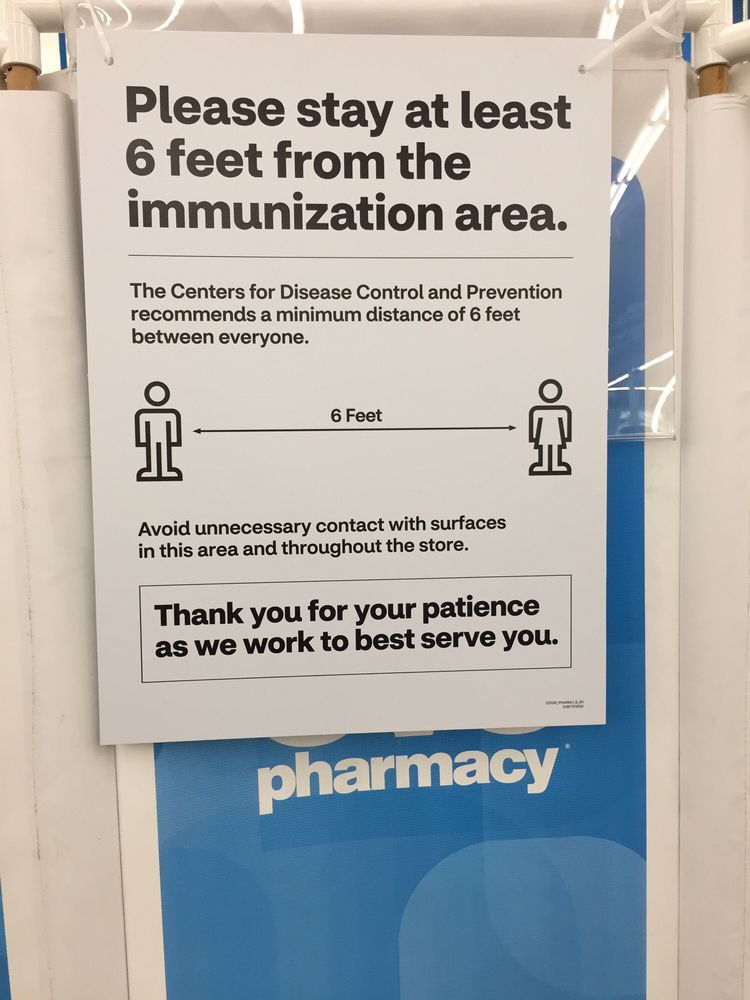 Please stay at least
6 feet from the
immunization area.
The Centers for Disease Control and Prevention
recommends a minimum distance of 6 feet
between everyone.
6 Feet
Avoid unnecessary contact with surfaces
in this area and throughout the store.
Thank you for your patience
as we work to best serve you.
pharmacy